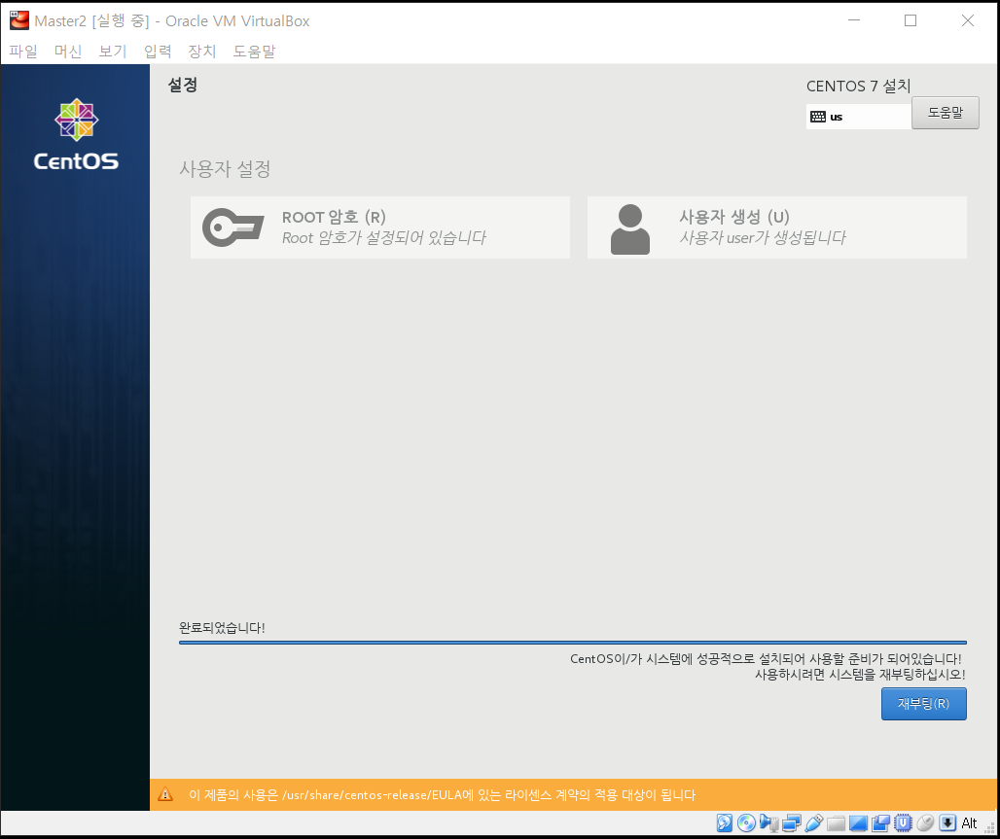 Master2 [실행 중] - Oracle VM VirtualBox
파일 머신 보기 입력 장치 도움말
CentOS
설정
CENTOS 7 설치
us
도움말
사용자 설정
ROOT 암호 (R)
Root 암호가 설정되어 있습니다
사용자 생성 (U)
사용자 user가 생성됩니다
완료되었습니다!
CentOS이/가 시스템에 성공적으로 설치되어 사용할 준비가 되어있습니다!
사용하시려면 시스템을 재부팅하십시오!
재부팅(R)
이 제품의 사용은 /usr/share/centos-release/EULA에 있는 라이센스 계약의 적용 대상이 됩니다
Alt